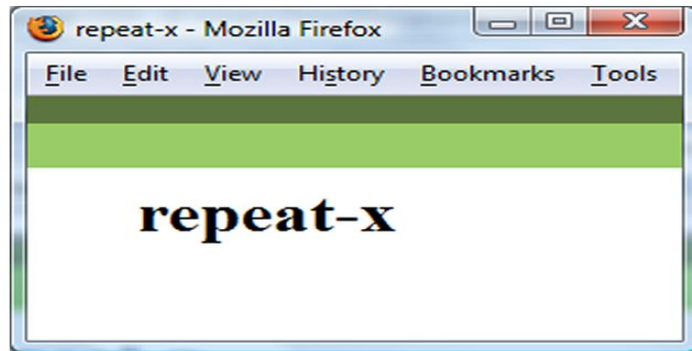 repeat-x - Mozilla Firefox
File Edit View History Bookmarks Tools
repeat-x